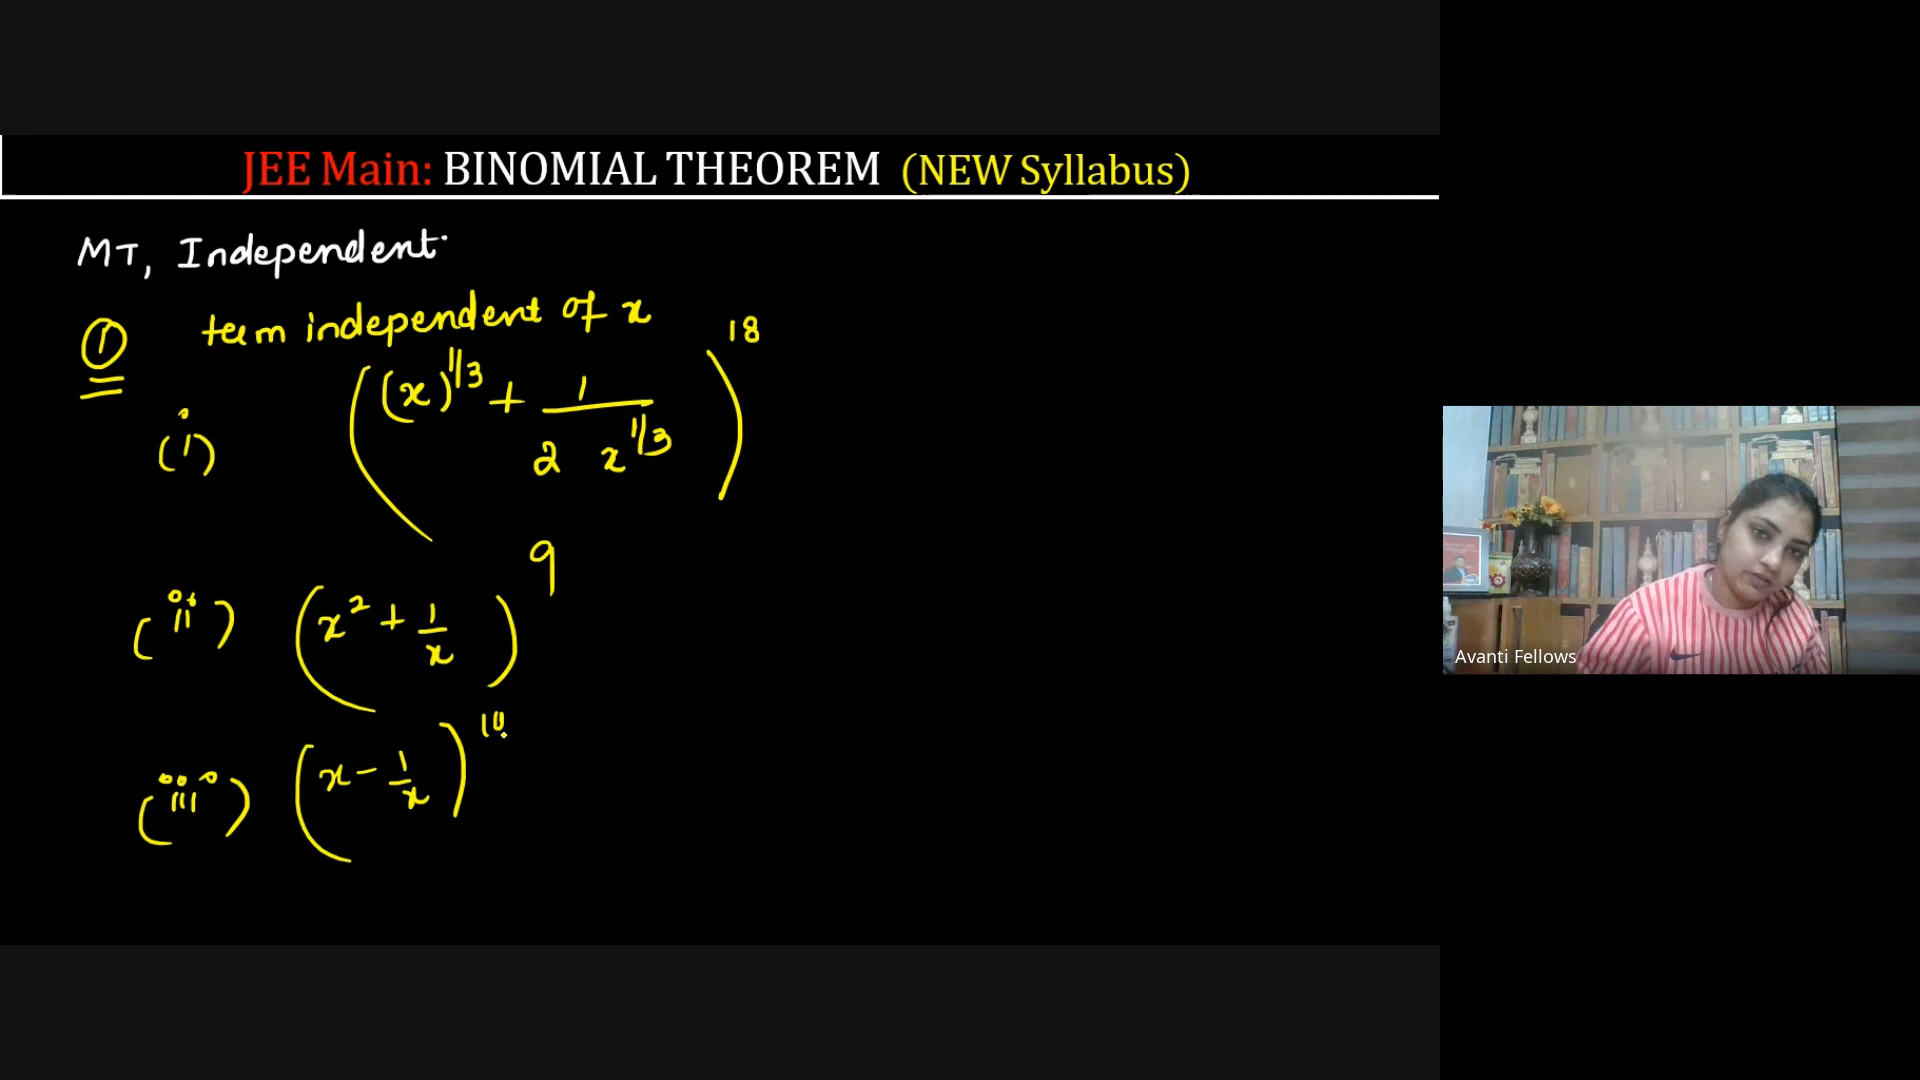 JEE Main: BINOMIAL THEOREM (NEW Syllabus)
MT, Independent
① term independent of x
(i) ((x)^1/3 + 1/(2 x^1/3))^18
(ii) (x² + 1/x)^9
(iii) (x - 1/x)^10
Avanti Fellows